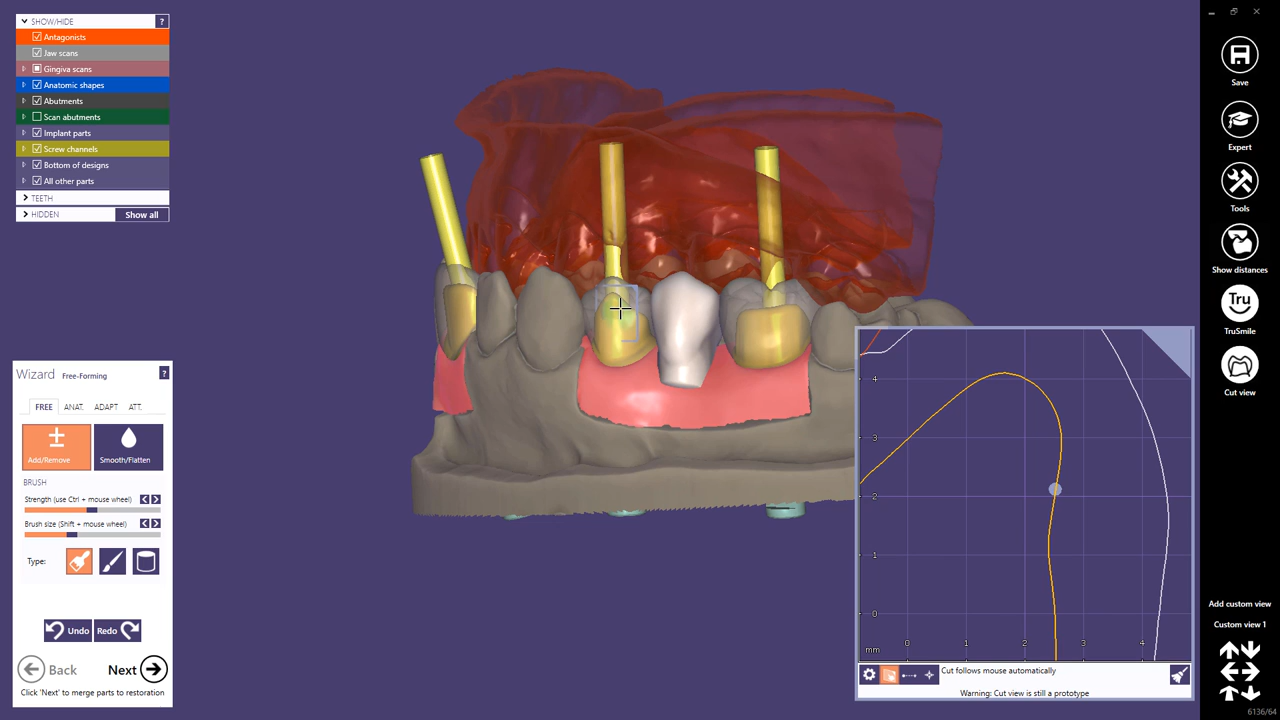 SHOW/HIDE ?
Antagonists
Jaw scans
Gingiva scans
Anatomic shapes
Abutments
Scan abutments
Implant parts
Screw channels
Bottom of designs
All other parts
TEETH
HIDDEN Show all
Save
Expert
Tools
Show distances
Tru
TruSmile
Cut view
Wizard Free-Forming ?
FREE ANAT. ADAPT ATT.
Add/Remove Smooth/Flatten
BRUSH
Strength (use Ctrl + mouse wheel)
Brush size (Shift + mouse wheel)
Type:
Undo Redo
Back Next
Click 'Next' to merge parts to restoration
4
3
2
1
0
mm 0 1 2 3 4
Cut follows mouse automatically
Warning: Cut view is still a prototype
Add custom view
Custom view 1
6136/64